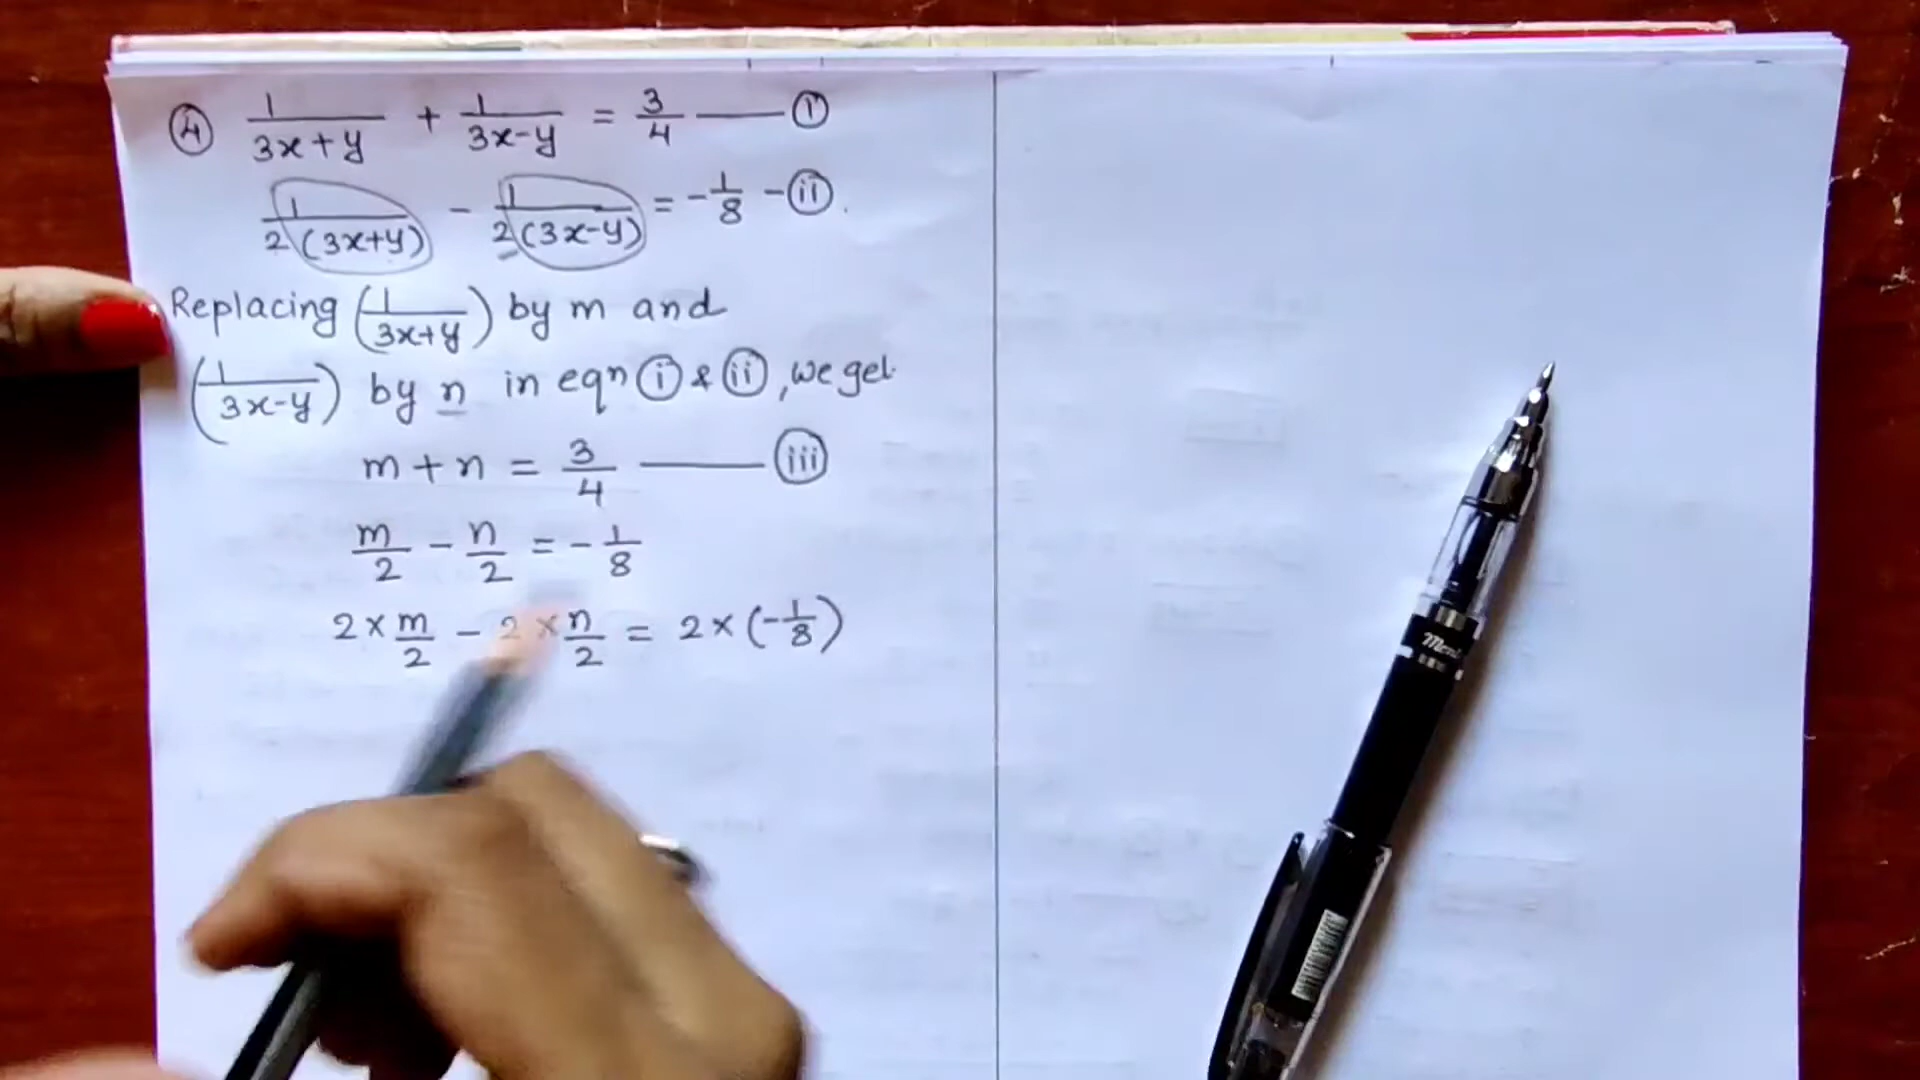 ④ 1/(3x+y) + 1/(3x-y) = 3/4 —— ⓘ
1/2(3x+y) - 1/2(3x-y) = -1/8 - ⓘⓘ.
Replacing (1/(3x+y)) by m and
(1/(3x-y)) by n in eqn ⓘ & ⓘⓘ, we get
m + n = 3/4 —— ⓘⓘⓘ
m/2 - n/2 = -1/8
2 × m/2 - 2 × n/2 = 2 × (-1/8)